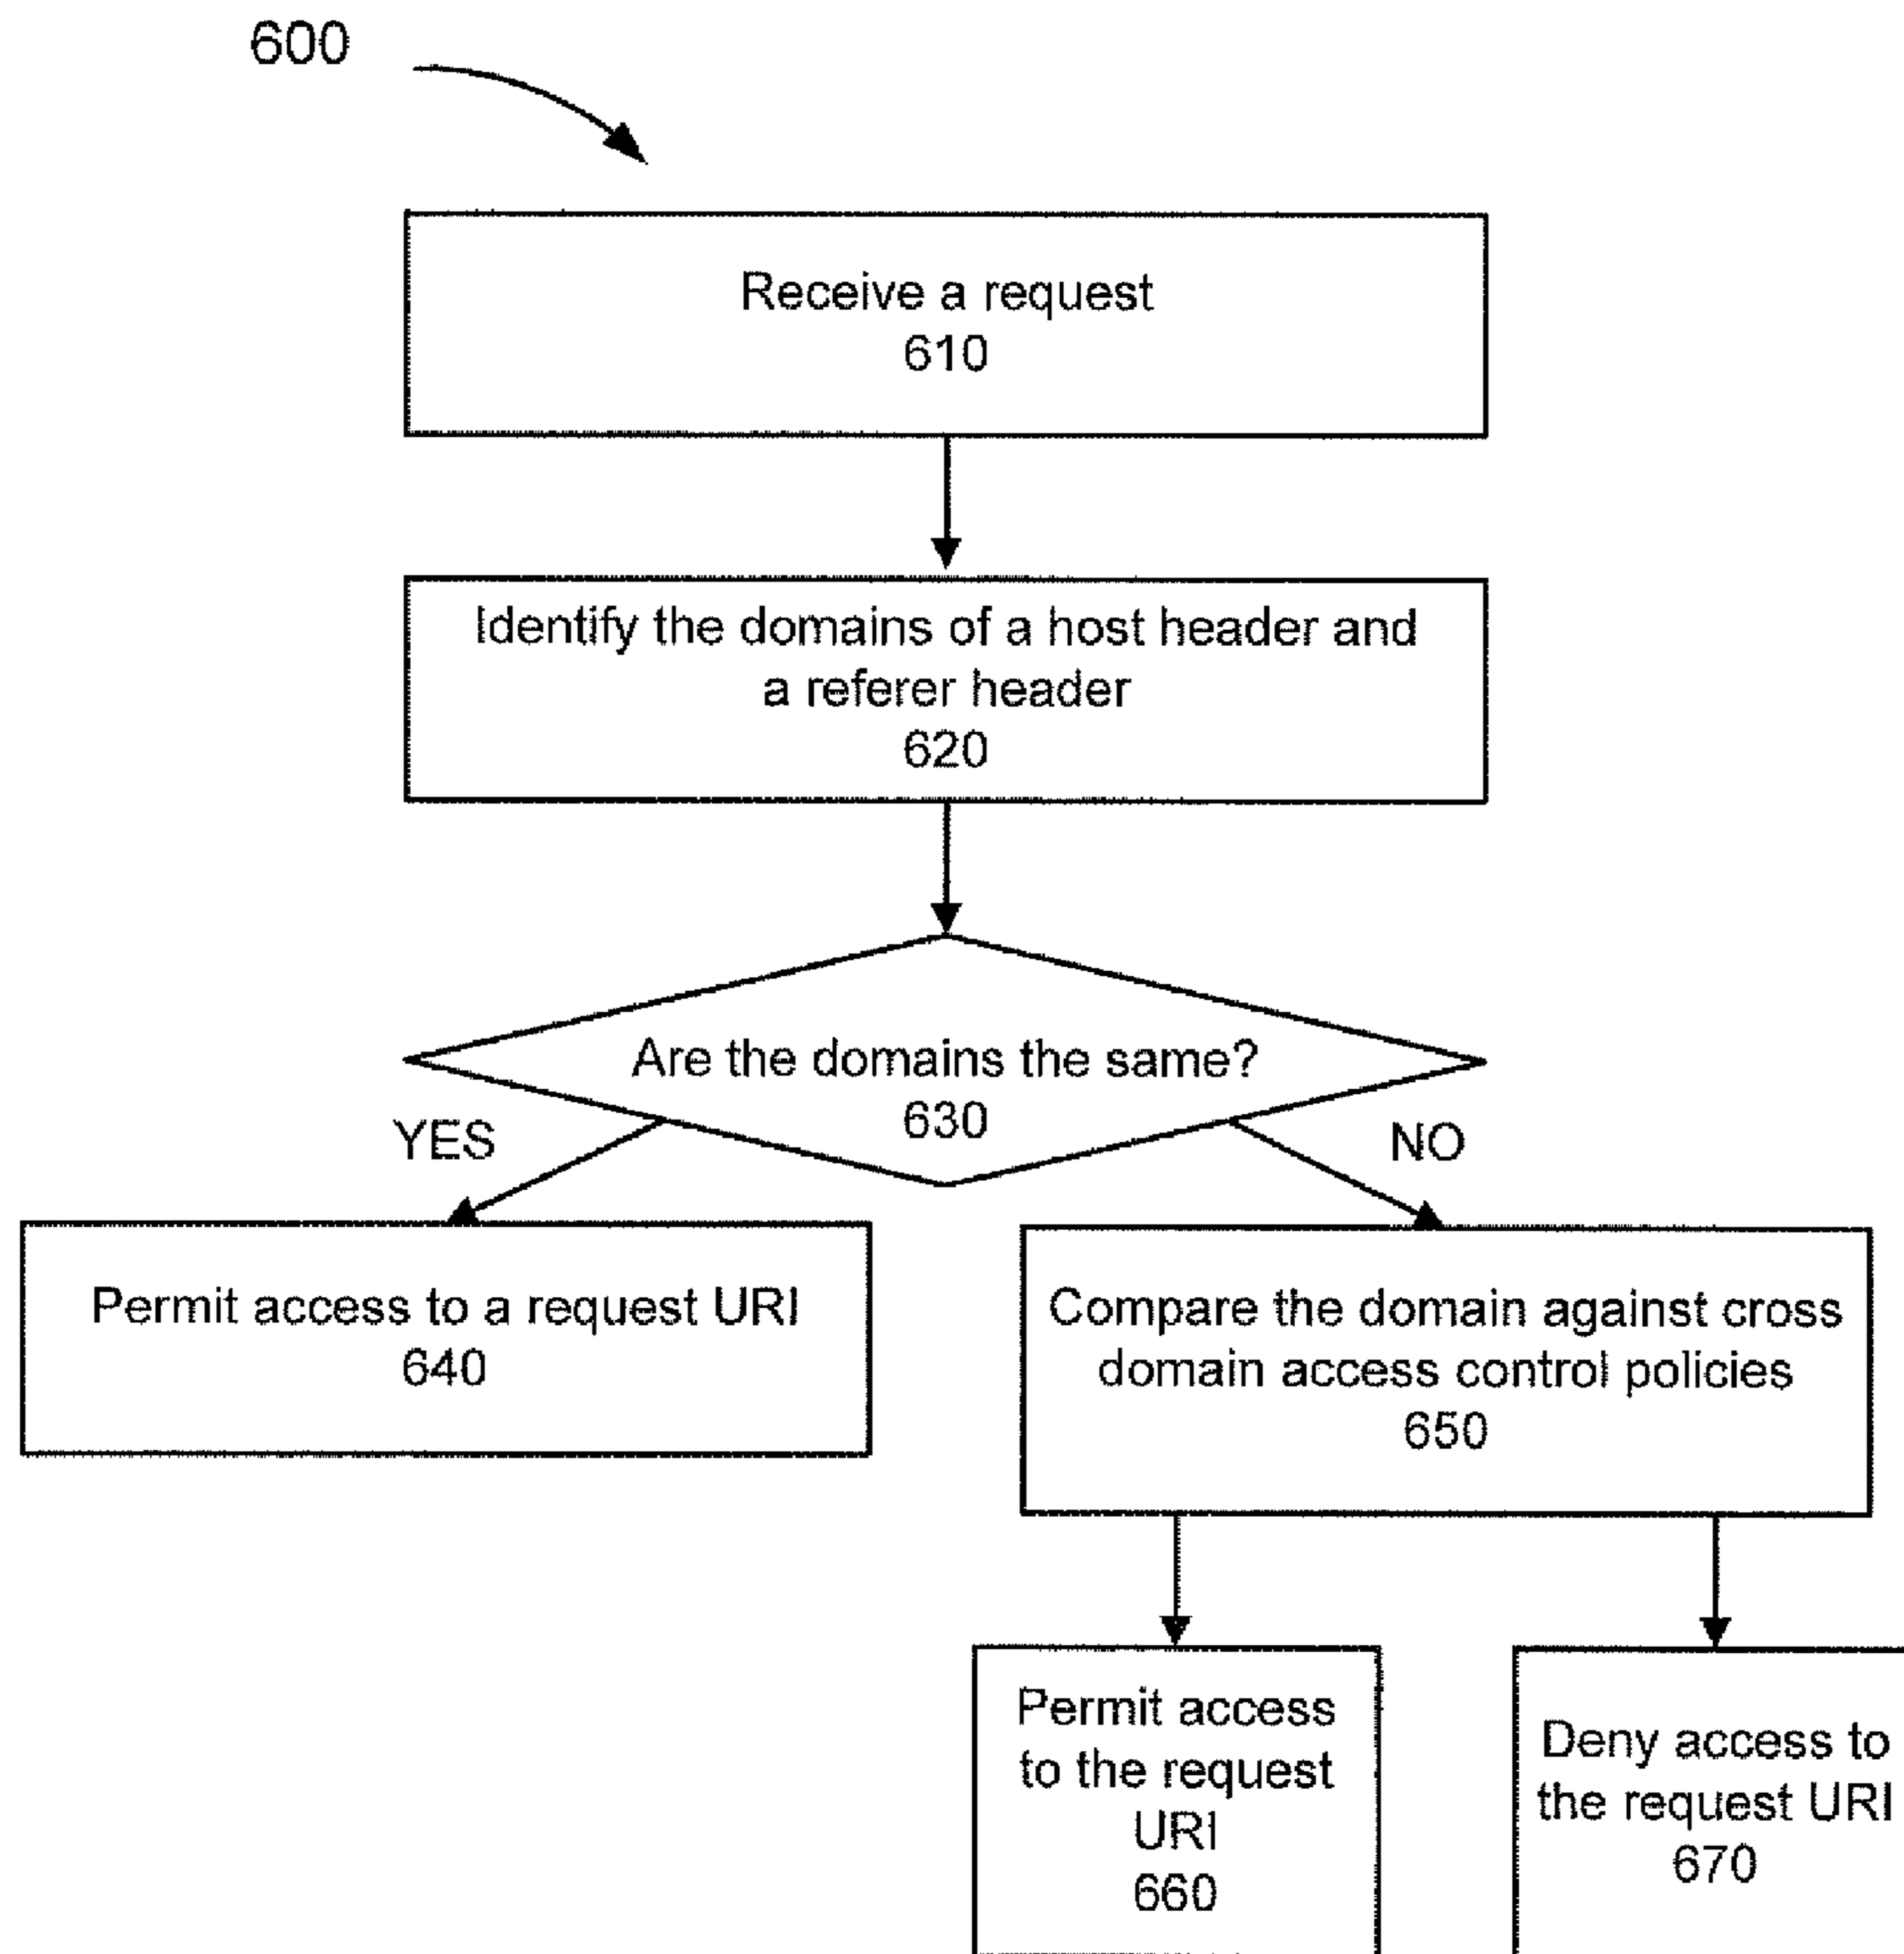 600
Receive a request
610
Identify the domains of a host header and
a referer header
620
Are the domains the same?
630
YES
NO
Permit access to a request URI
640
Compare the domain against cross
domain access control policies
650
Permit access
to the request
URI
660
Deny access to
the request URI
670